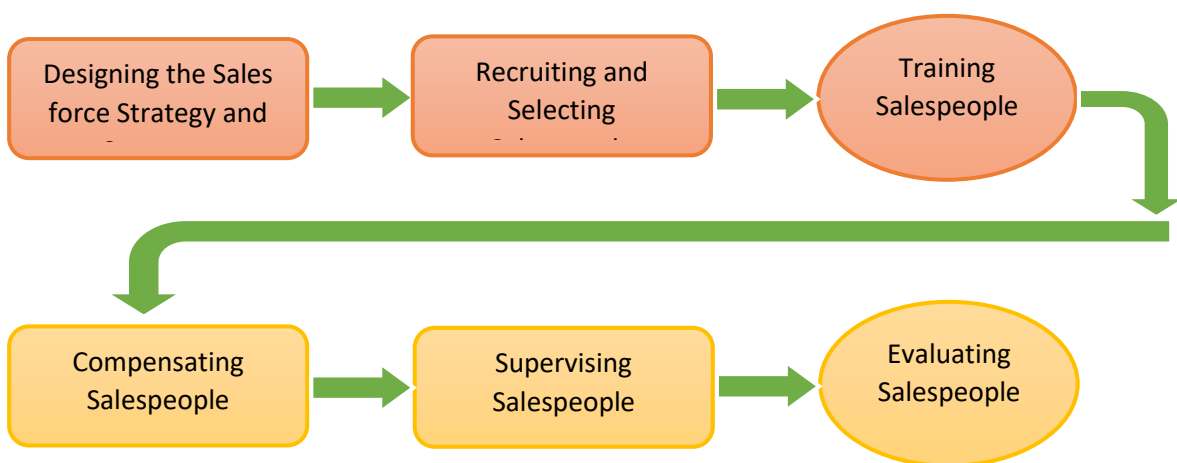 Designing the Sales
force Strategy and
Recruiting and
Selecting
Training
Salespeople
Compensating
Salespeople
Supervising
Salespeople
Evaluating
Salespeople